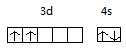 3d 4s
↑ ↑ ↑↓